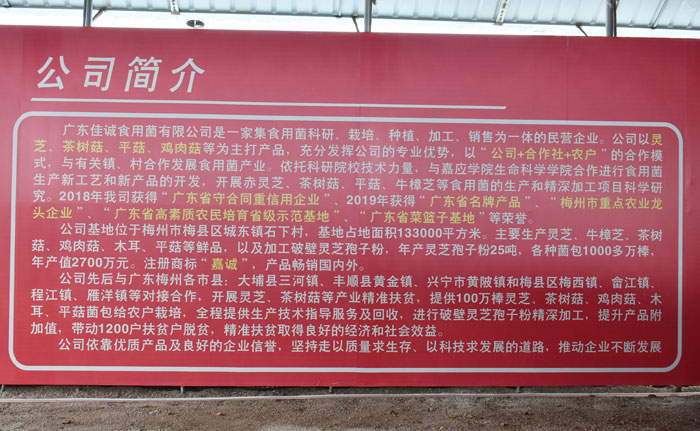 公司简介
广东佳诚食用菌有限公司是一家集食用菌科研、栽培、种植、加工、销售为一体的民营企业。公司以灵
芝、茶树菇、平菇、鸡肉菇等为主打产品，充分发挥公司的专业优势，以“公司+合作社+农户”的合作模
式，与有关镇、村合作发展食用菌产业。依托科研院校技术力量，与嘉应学院生命科学学院合作进行食用菌
生产新工艺和新产品的开发，开展赤灵芝、茶树菇、平菇、牛樟芝等食用菌的生产和精深加工项目科学研
究。2018年我司获得“广东省守合同重信用企业”、2019年获得“广东省名牌产品”、“梅州市重点农业龙
头企业”、“广东省高素质农民培育省级示范基地”、“广东省菜篮子基地”等荣誉。
公司基地位于梅州市梅县区城东镇石下村，基地占地面积133000平方米。主要生产灵芝、牛樟芝、茶树
菇、鸡肉菇、木耳、平菇等鲜品，以及加工破壁灵芝孢子粉，年产灵芝孢子粉25吨，各种菌包1000多万棒，
年产值2700万元。注册商标“嘉诚”，产品畅销国内外。
公司先后与广东梅州各市县：大埔县三河镇、丰顺县黄金镇、兴宁市黄陂镇和梅县区梅西镇、畲江镇、
程江镇、雁洋镇等对接合作，开展灵芝、茶树菇等产业精准扶贫，提供100万棒灵芝、茶树菇、鸡肉菇、木
耳、平菇菌包给农户栽培，全程提供生产技术指导服务及回收，进行破壁灵芝孢子粉精深加工，提升产品附
加值，带动1200户扶贫户脱贫，精准扶贫取得良好的经济和社会效益。
公司依靠优质产品及良好的企业信誉，坚持走以质量求生存、以科技求发展的道路，推动企业不断发展